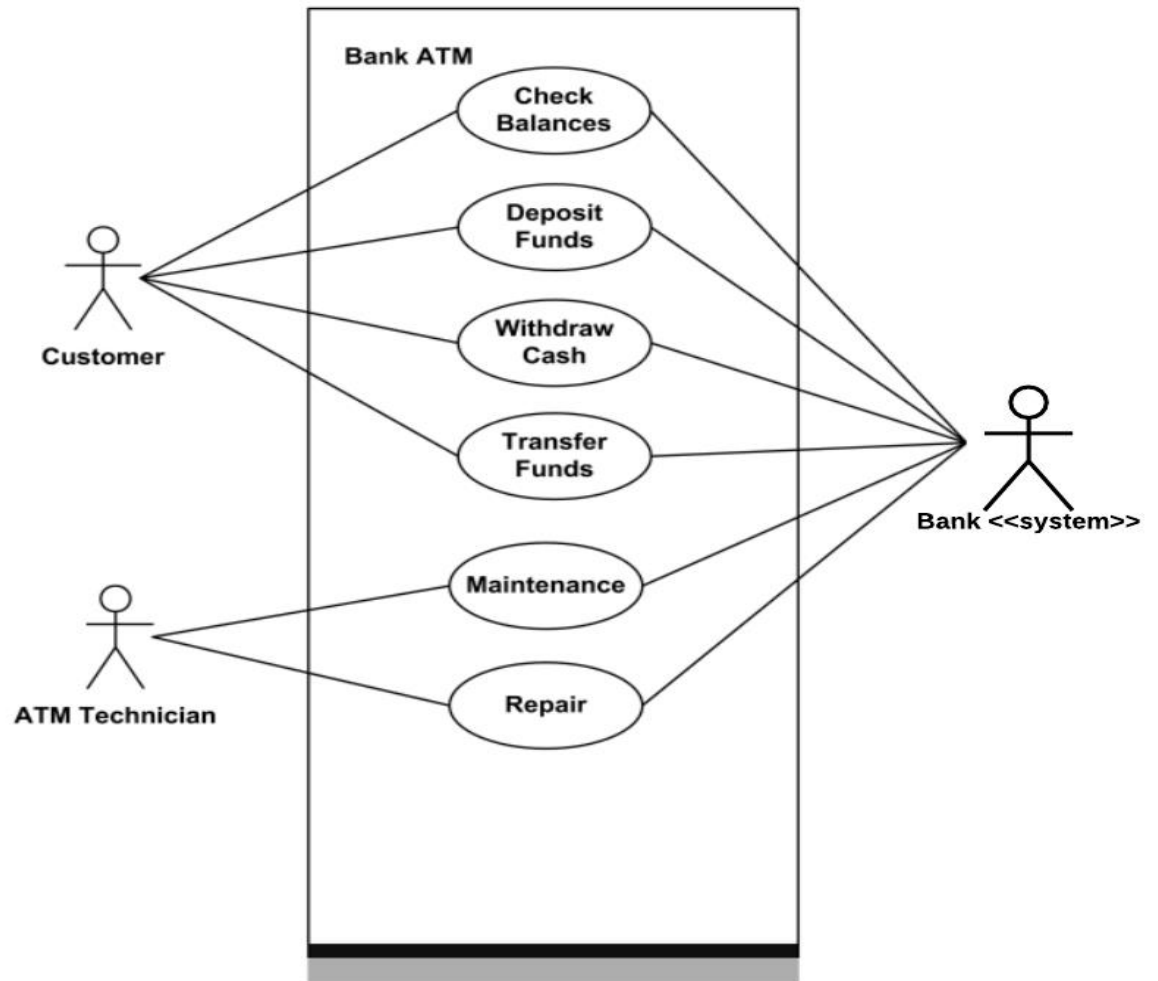 Bank ATM
Check
Balances
Deposit
Funds
Withdraw
Cash
Transfer
Funds
Maintenance
Repair
Customer
ATM Technician
Bank <<system>>